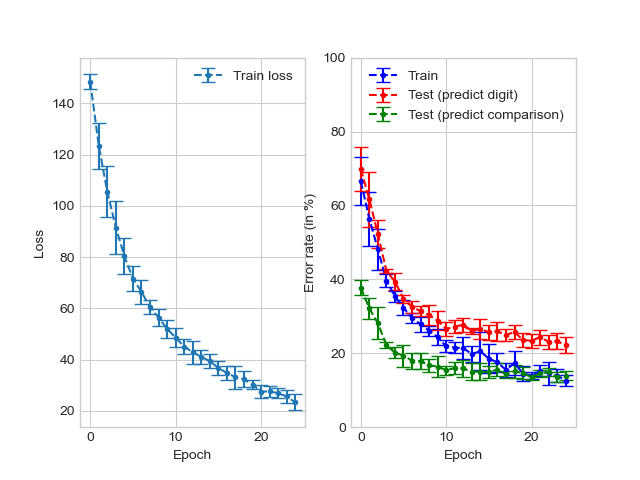 Train loss
140
120
100
80
60
40
20
0
10
20
Epoch
Loss
Train
Test (predict digit)
Test (predict comparison)
100
80
60
40
20
0
0
10
20
Epoch
Error rate (in %)